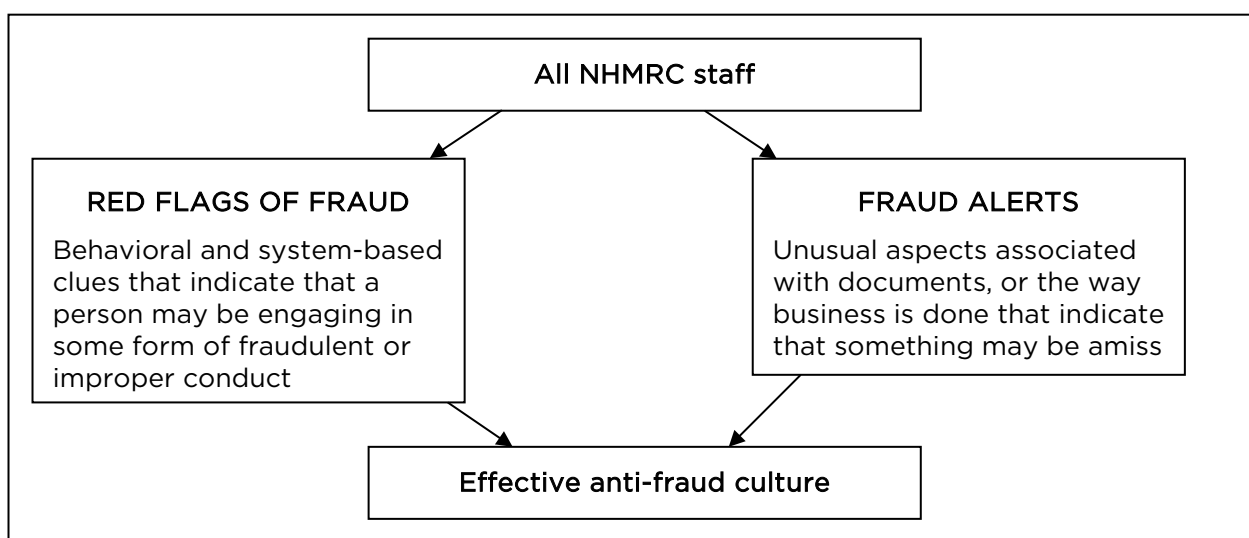 All NHMRC staff
RED FLAGS OF FRAUD
Behavioral and system-based
clues that indicate that a
person may be engaging in
some form of fraudulent or
improper conduct
FRAUD ALERTS
Unusual aspects associated
with documents, or the way
business is done that indicate
that something may be amiss
Effective anti-fraud culture